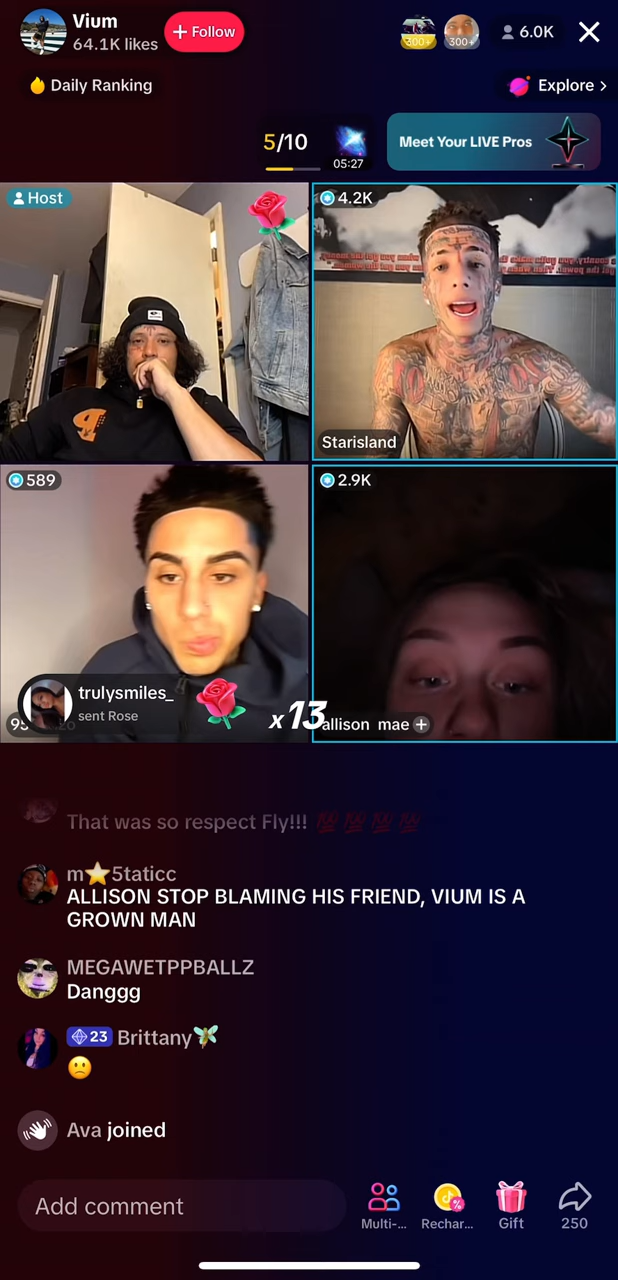 Vium
64.1K likes
+ Follow
300+
300+
6.0K
Daily Ranking
Explore >
5/10
05:27
Meet Your LIVE Pros
Host
4.2K
Starisland
589
2.9K
trulysmiles_
sent Rose
x13
allison mae +
That was so respect Fly!!! 💯 💯 💯 💯
m⭐5taticc
ALLISON STOP BLAMING HIS FRIEND, VIUM IS A
GROWN MAN
MEGAWETPPBALLZ
Danggg
23 Brittany🧚
🙁
Ava joined
Add comment
Multi-...
Rechar...
Gift
250